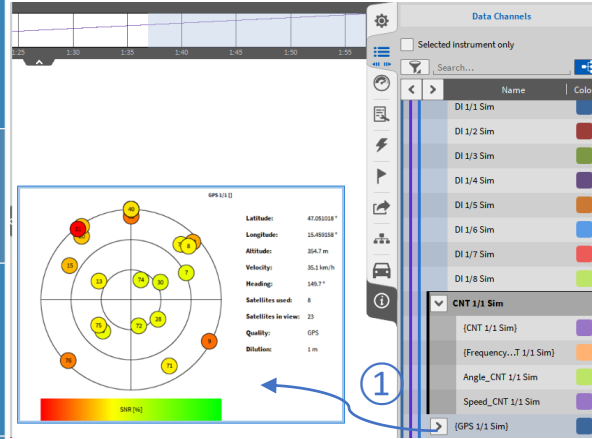 Data Channels
Selected instrument only
Search...
Name
Colo
1:25
1:30
1:35
1:40
1:45
1:50
1:55
DI 1/1 Sim
DI 1/2 Sim
DI 1/3 Sim
DI 1/4 Sim
DI 1/5 Sim
DI 1/6 Sim
DI 1/7 Sim
DI 1/8 Sim
CNT 1/1 Sim
{CNT 1/1 Sim}
{Frequency...T 1/1 Sim}
Angle_CNT 1/1 Sim
Speed_CNT 1/1 Sim
{GPS 1/1 Sim}
1
GPS 1/1 []
Latitude: 47.051018 °
Longitude: 15.459158 °
Altitude: 354.7 m
Velocity: 35.1 km/h
Heading: 149.7 °
Satellites used: 8
Satellites in view: 23
Quality: GPS
Dilution: 1 m
40
8
15
7
13
74
30
75
72
28
9
76
71
SNR [%]